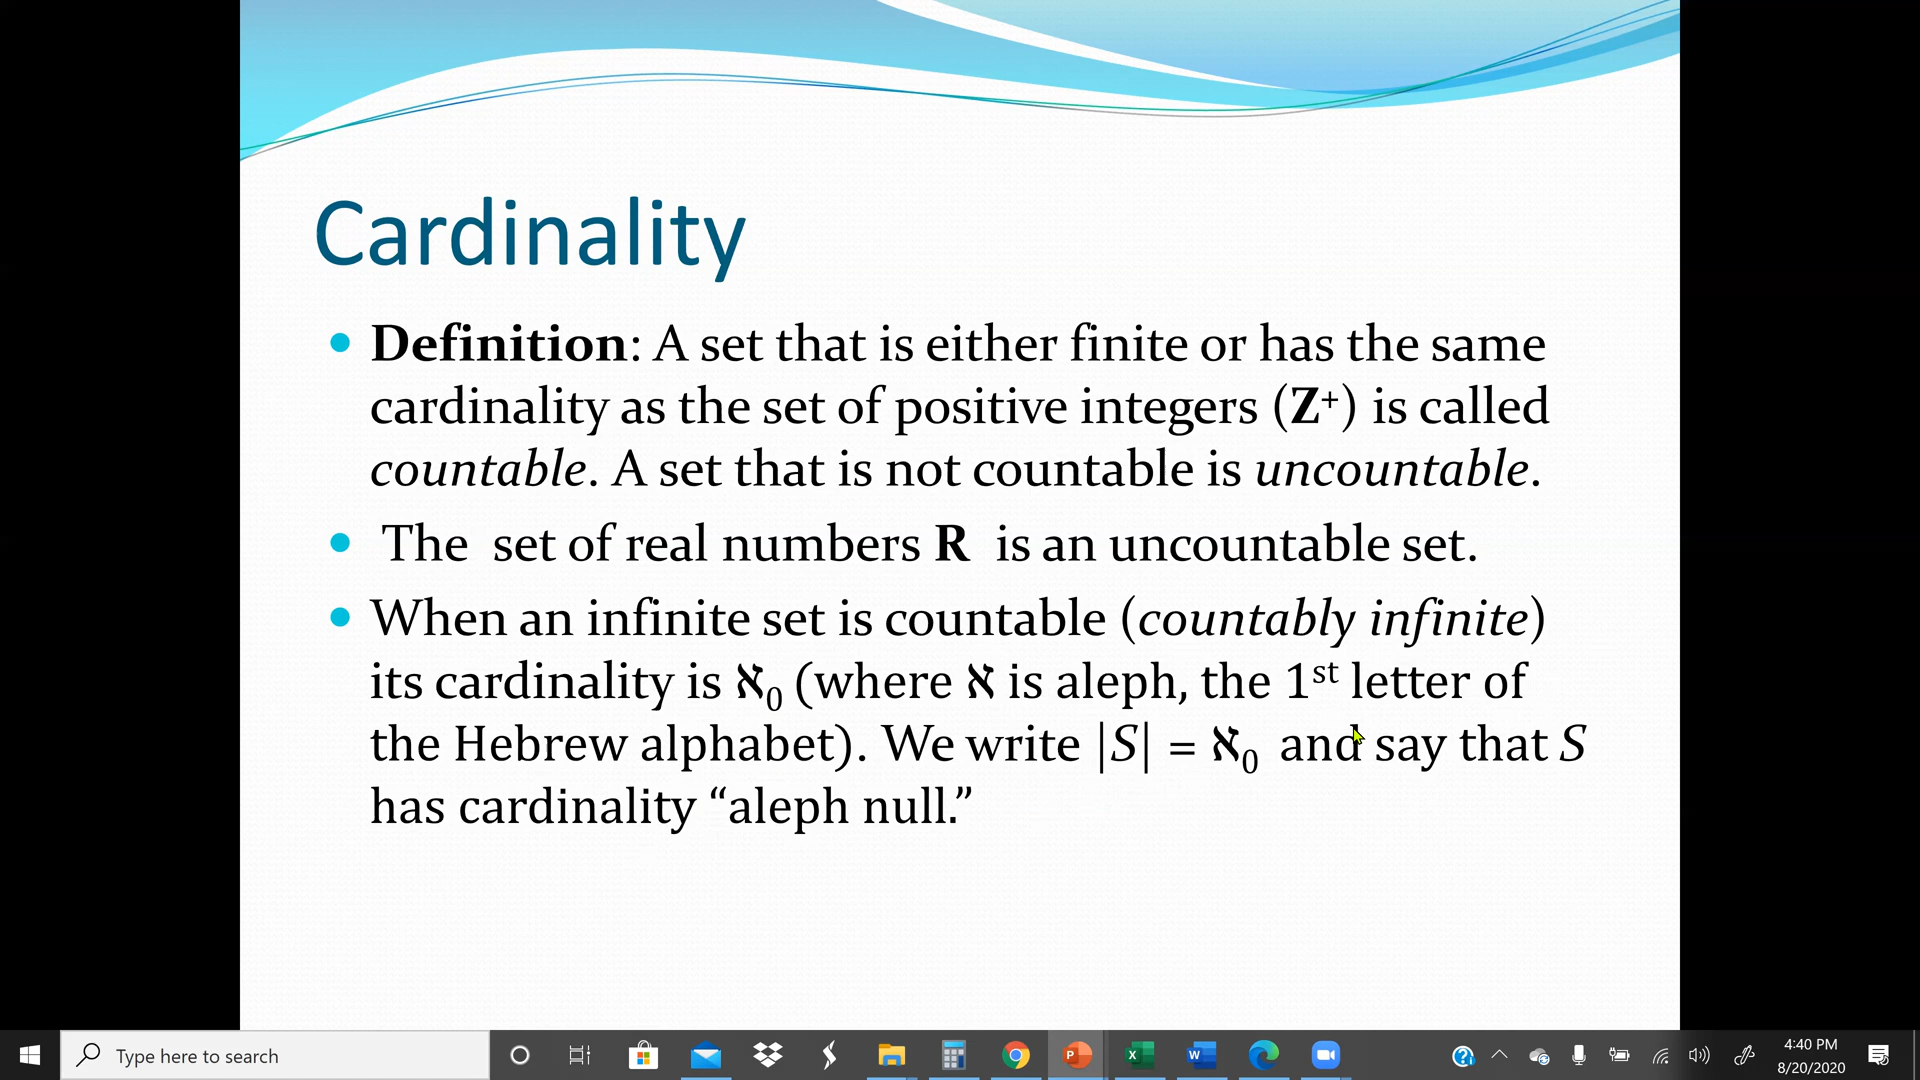 Cardinality
• Definition: A set that is either finite or has the same
cardinality as the set of positive integers (Z⁺) is called
countable. A set that is not countable is uncountable.
• The set of real numbers R is an uncountable set.
• When an infinite set is countable (countably infinite)
its cardinality is ℵ₀ (where ℵ is aleph, the 1ˢᵗ letter of
the Hebrew alphabet). We write |S| = ℵ₀ and say that S
has cardinality “aleph null.”
Type here to search
4:40 PM
8/20/2020